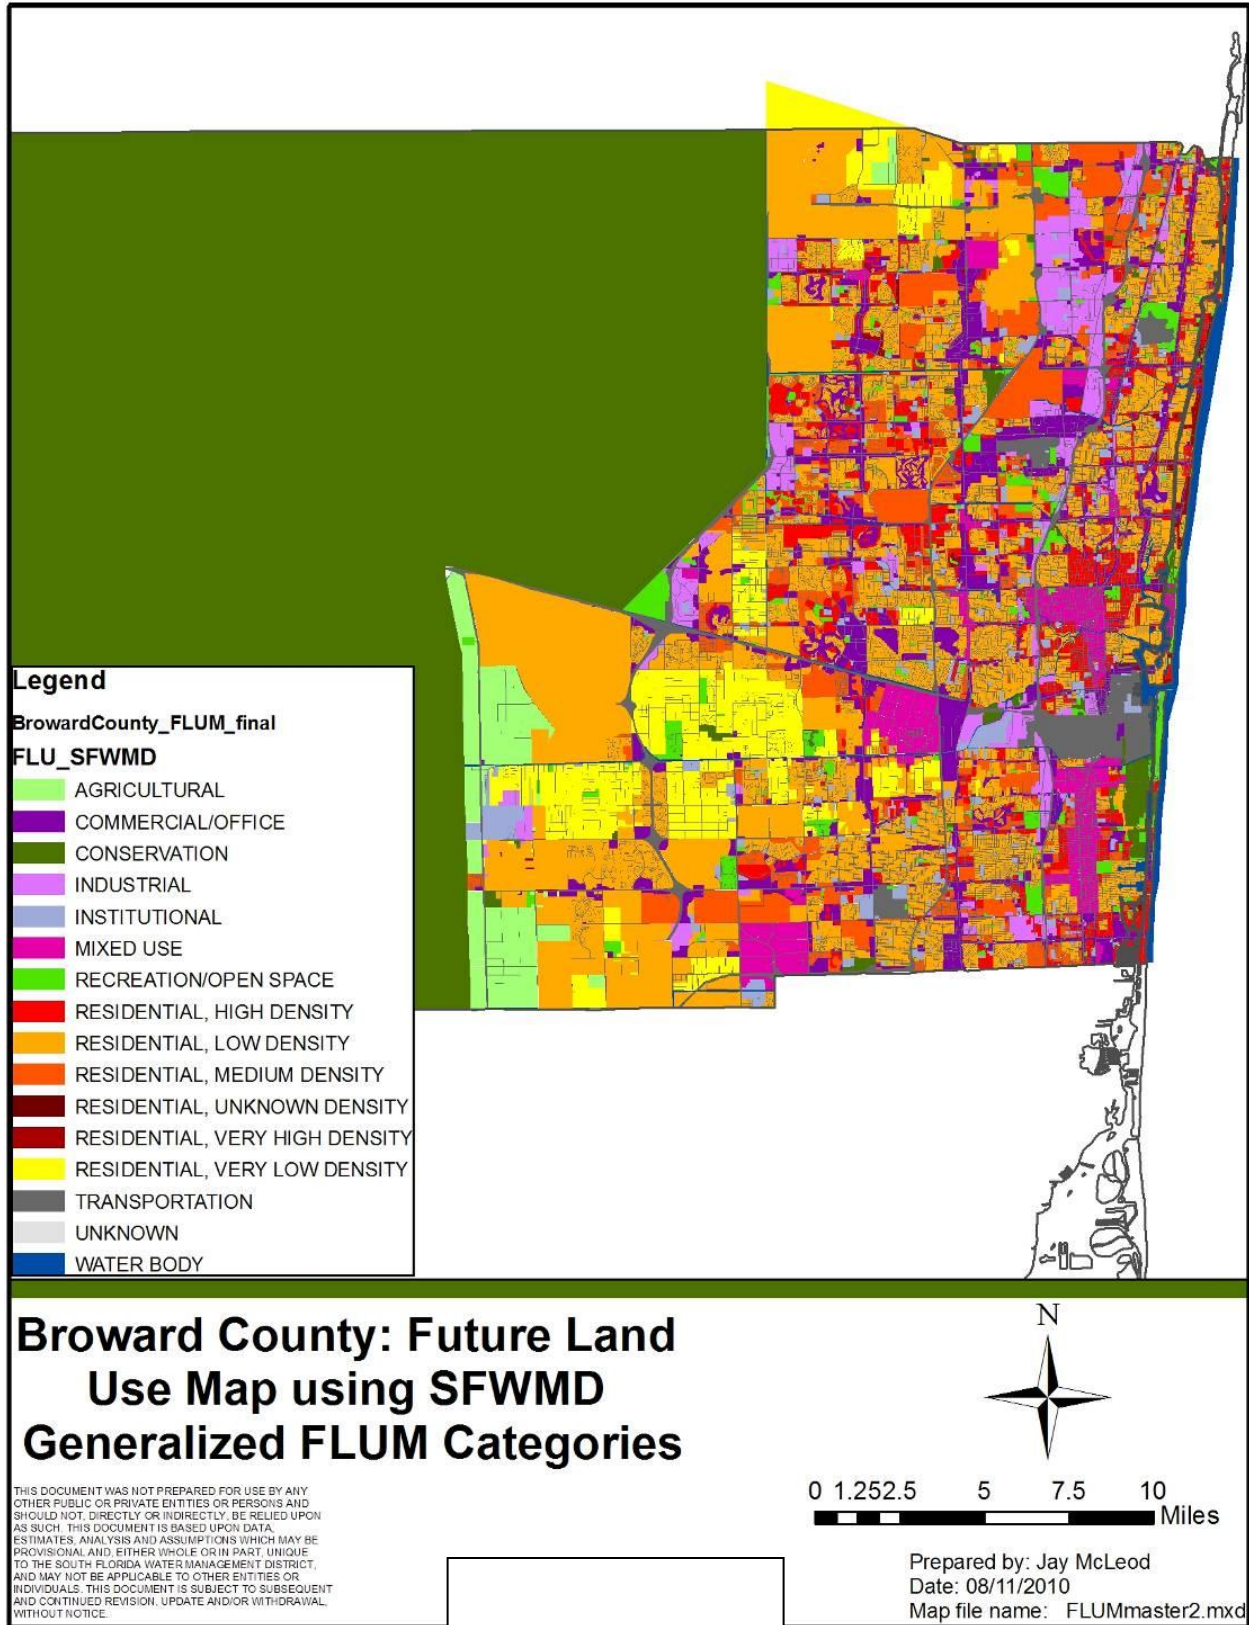 Legend
BrowardCounty_FLUM_final
FLU_SFWMD
AGRICULTURAL
COMMERCIAL/OFFICE
CONSERVATION
INDUSTRIAL
INSTITUTIONAL
MIXED USE
RECREATION/OPEN SPACE
RESIDENTIAL, HIGH DENSITY
RESIDENTIAL, LOW DENSITY
RESIDENTIAL, MEDIUM DENSITY
RESIDENTIAL, UNKNOWN DENSITY
RESIDENTIAL, VERY HIGH DENSITY
RESIDENTIAL, VERY LOW DENSITY
TRANSPORTATION
UNKNOWN
WATER BODY
Broward County: Future Land
Use Map using SFWMD
Generalized FLUM Categories
THIS DOCUMENT WAS NOT PREPARED FOR USE BY ANY
OTHER PUBLIC OR PRIVATE ENTITIES OR PERSONS AND
SHOULD NOT, DIRECTLY OR INDIRECTLY, BE RELIED UPON
AS SUCH. THIS DOCUMENT IS BASED UPON DATA,
ESTIMATES, ANALYSIS AND ASSUMPTIONS WHICH MAY BE
PROVISIONAL AND, EITHER WHOLE OR IN PART, UNIQUE
TO THE SOUTH FLORIDA WATER MANAGEMENT DISTRICT,
AND MAY NOT BE APPLICABLE TO OTHER ENTITIES OR
INDIVIDUALS. THIS DOCUMENT IS SUBJECT TO SUBSEQUENT
AND CONTINUED REVISION, UPDATE AND/OR WITHDRAWAL,
WITHOUT NOTICE.
N
0 1.252.5 5 7.5 10
Miles
Prepared by: Jay McLeod
Date: 08/11/2010
Map file name: FLUMmaster2.mxd